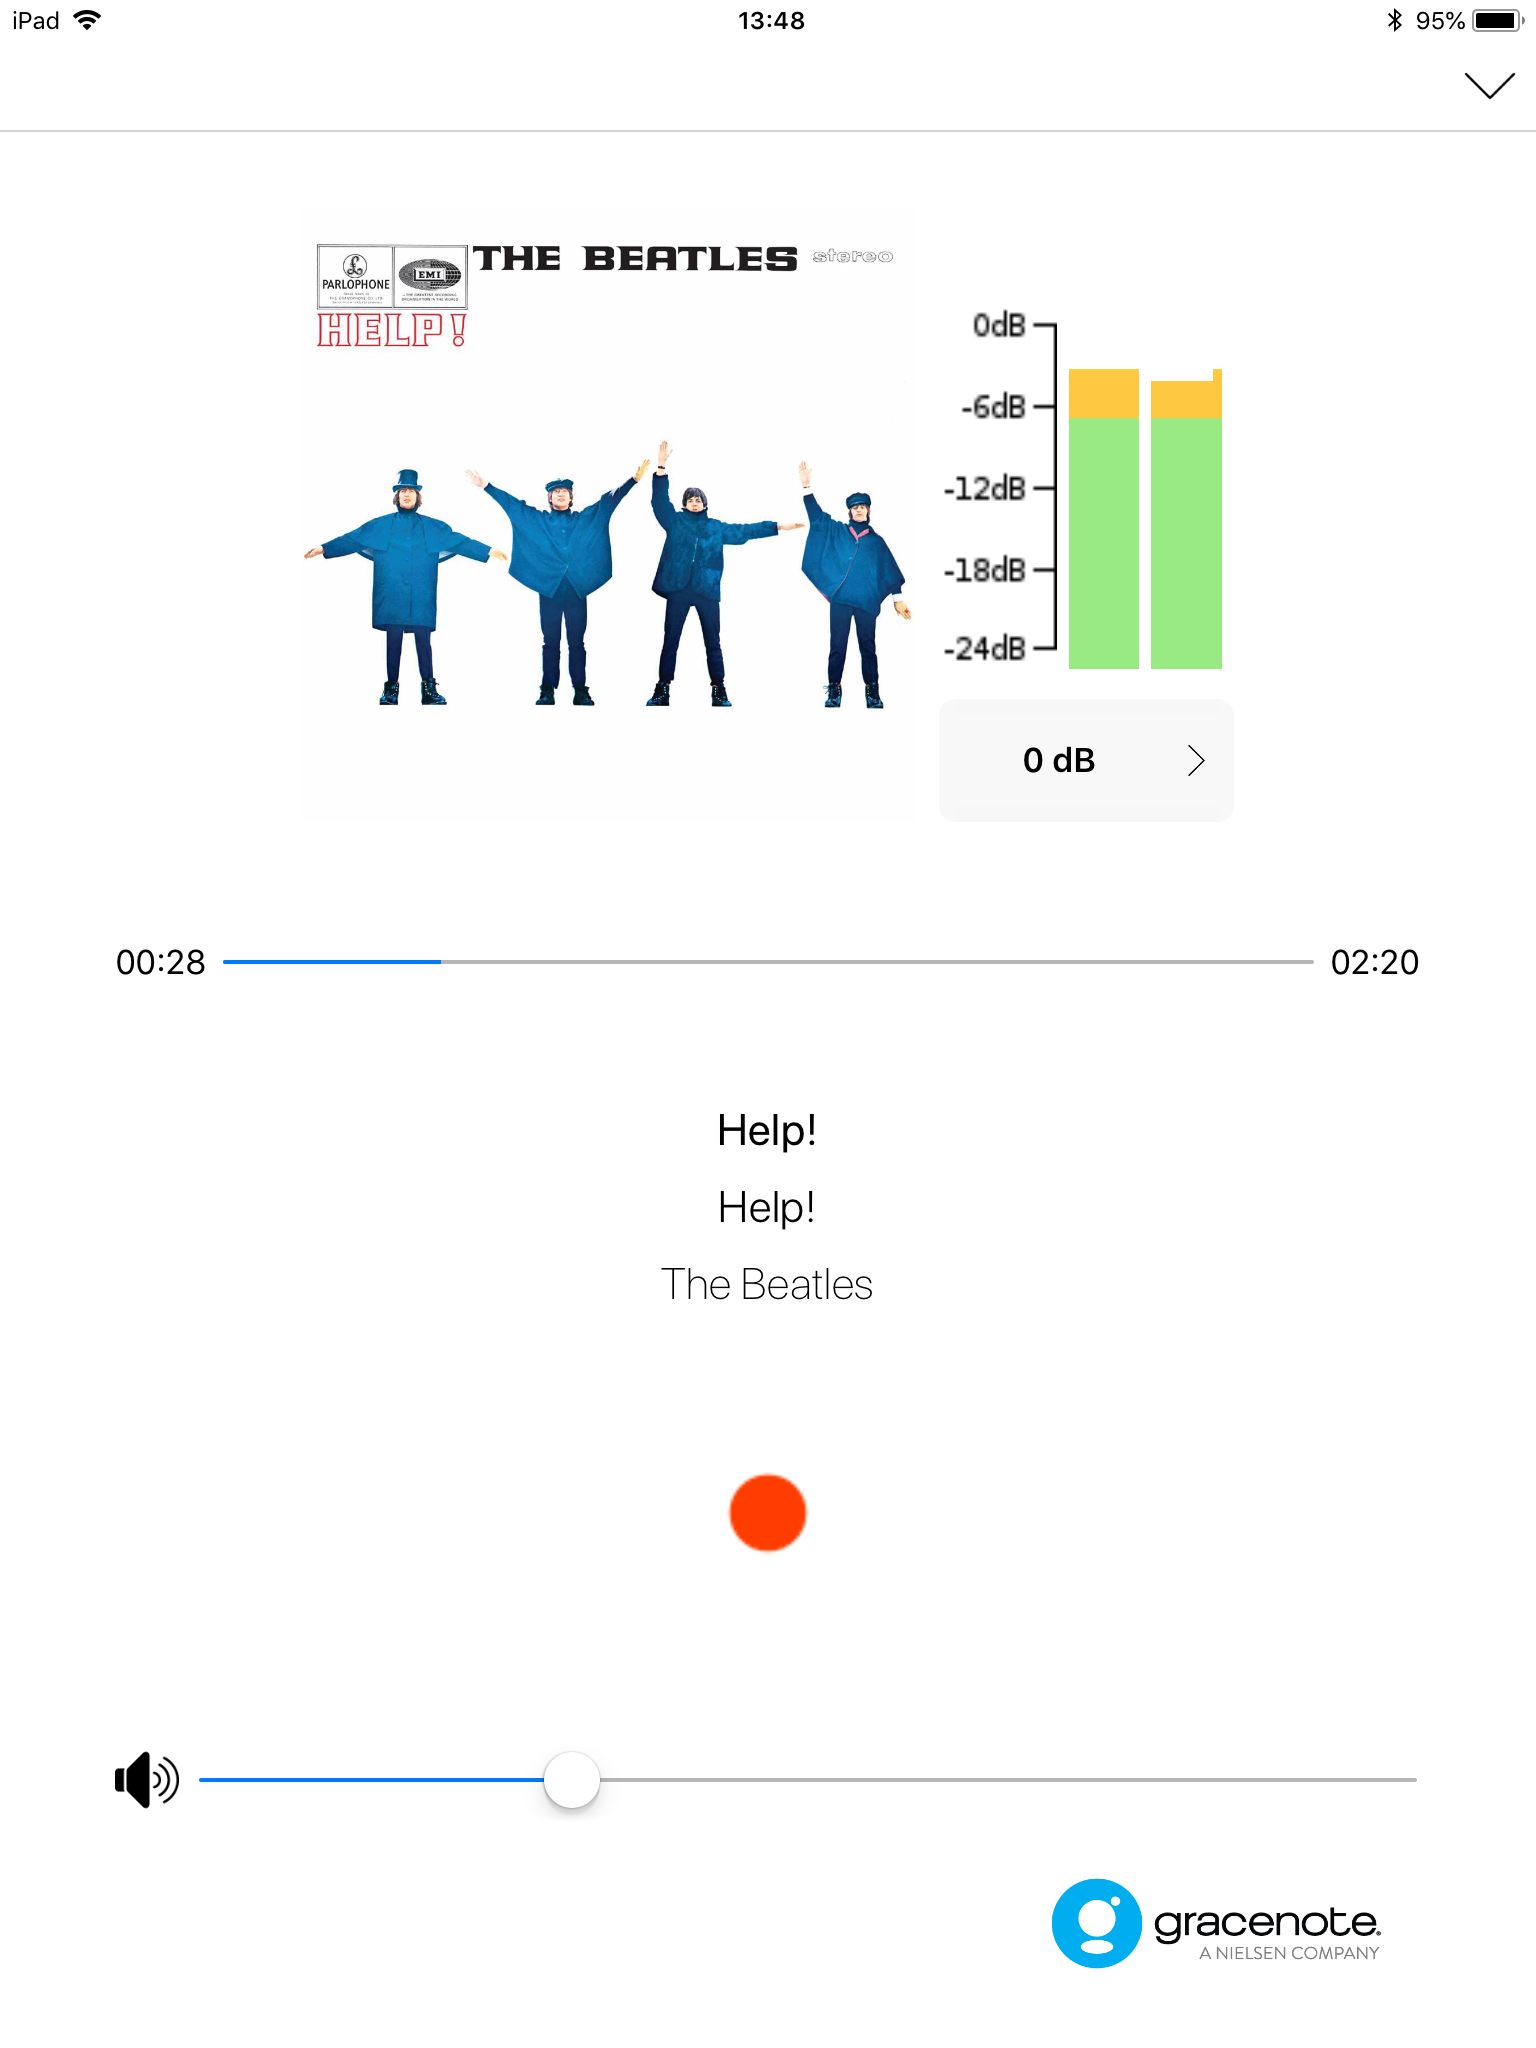 iPad 13:48 95%
THE BEATLES stereo
PARLOPHONE EMI
HELP!
0dB
-6dB
-12dB
-18dB
-24dB
0 dB
00:28 02:20
Help!
Help!
The Beatles
gracenote.
A NIELSEN COMPANY